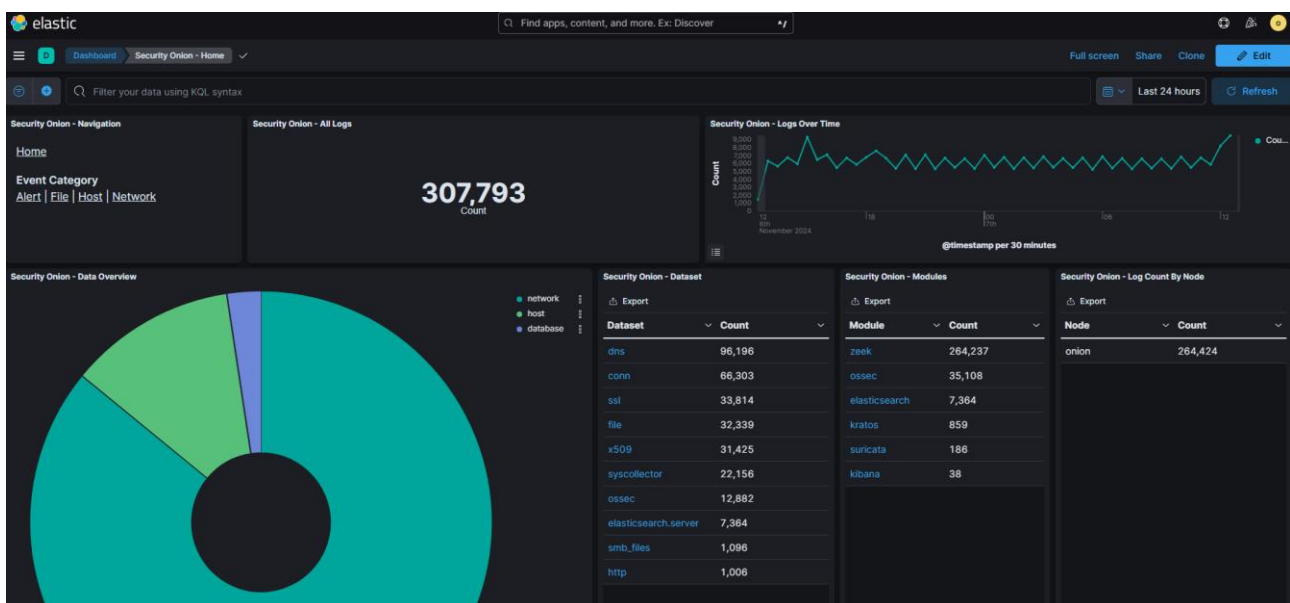 elastic
Find apps, content, and more. Ex: Discover
^/
D
Dashboard
Security Onion - Home
Full screen
Share
Clone
Edit
Filter your data using KQL syntax
Last 24 hours
Refresh
Security Onion - Navigation
Home
Event Category
Alert | File | Host | Network
Security Onion - All Logs
307,793
Count
Security Onion - Logs Over Time
Count
9,000
8,000
7,000
6,000
5,000
4,000
3,000
2,000
1,000
0
12 18 00 06 12
6th 7th
November 2024
@timestamp per 30 minutes
Cou...
Security Onion - Data Overview
network
host
database
Security Onion - Dataset
Export
Dataset Count
dns 96,196
conn 66,303
ssl 33,814
file 32,339
x509 31,425
syscollector 22,156
ossec 12,882
elasticsearch.server 7,364
smb_files 1,096
http 1,006
Security Onion - Modules
Export
Module Count
zeek 264,237
ossec 35,108
elasticsearch 7,364
kratos 859
suricata 186
kibana 38
Security Onion - Log Count By Node
Export
Node Count
onion 264,424